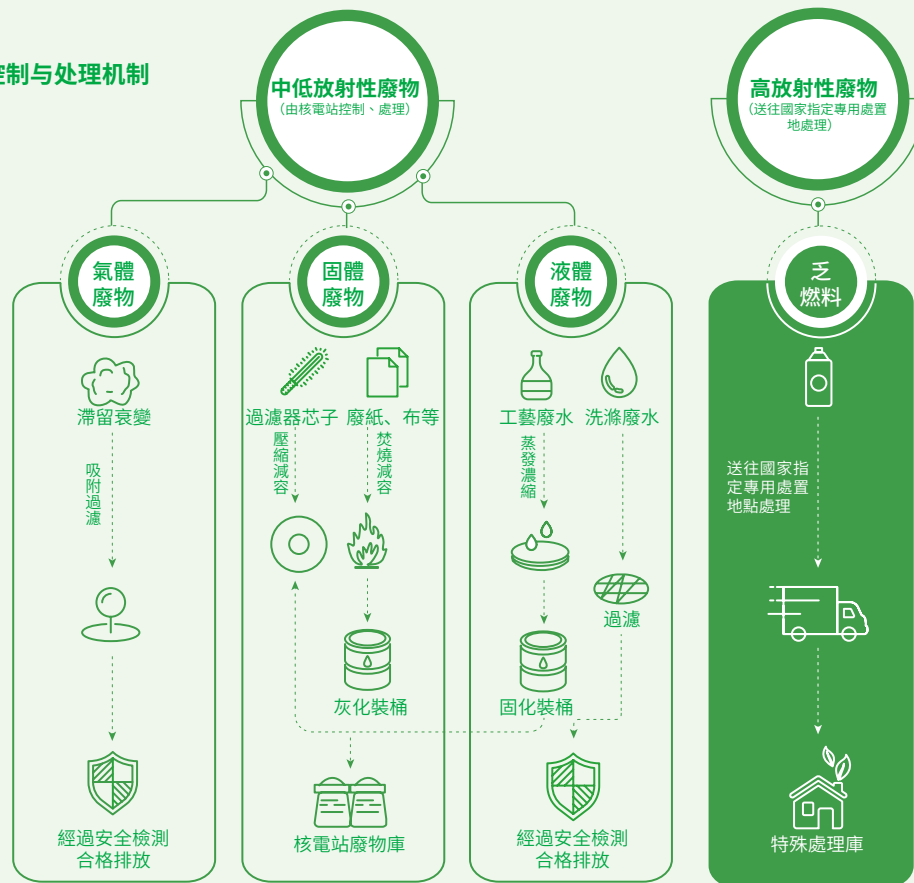 控制与处理机制
中低放射性廢物
（由核電站控制、處理）
高放射性廢物
（送往國家指定專用處置
地處理）
氣體
廢物
固體
廢物
液體
廢物
乏
燃料
滯留衰變
吸附過濾
經過安全檢測
合格排放
過濾器芯子
廢紙、布等
壓縮減容
焚燒減容
灰化裝桶
核電站廢物庫
工藝廢水
洗滌廢水
蒸發濃縮
過濾
固化裝桶
經過安全檢測
合格排放
送往國家指
定專用處置
地點處理
特殊處理庫